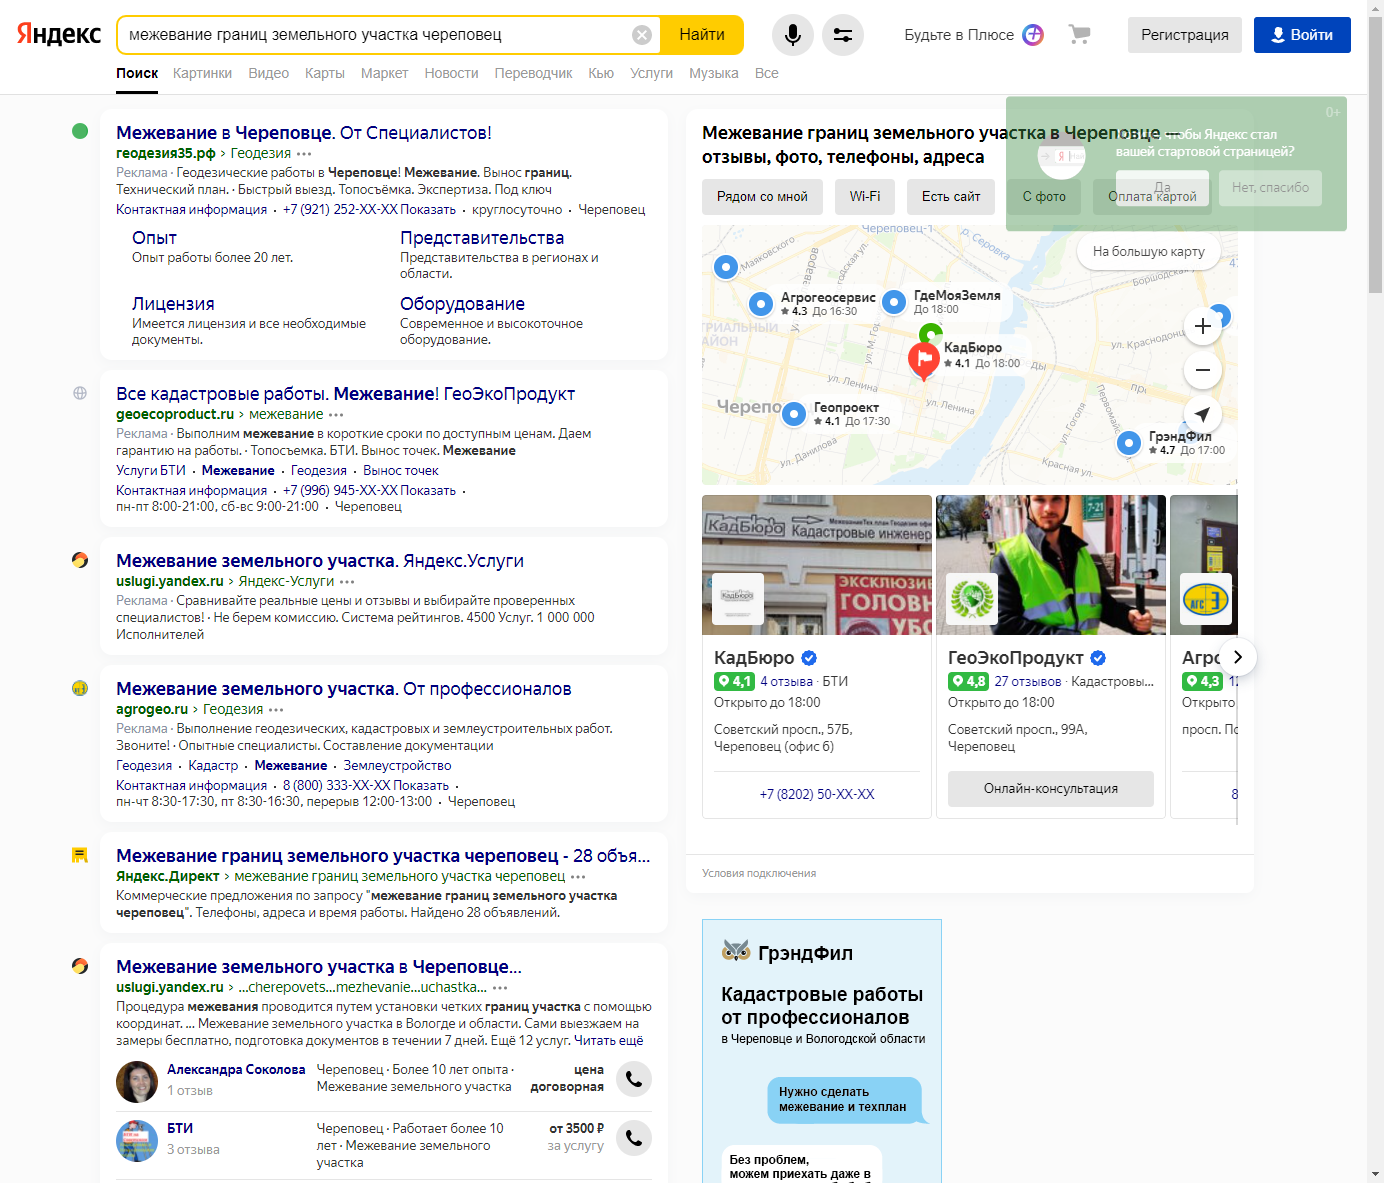 Яндекс
межевание границ земельного участка череповец
Найти
Будьте в Плюсе
Регистрация
Войти
Поиск
Картинки
Видео
Карты
Маркет
Новости
Переводчик
Кью
Услуги
Музыка
Все
Межевание в Череповце. От Специалистов!
геодезия35.рф › Геодезия
Реклама · Геодезические работы в Череповце! Межевание. Вынос границ.
Технический план. · Быстрый выезд. Топосъёмка. Экспертиза. Под ключ
Контактная информация · +7 (921) 252-XX-XX Показать · круглосуточно · Череповец
Опыт
Опыт работы более 20 лет.
Представительства
Представительства в регионах и
области.
Лицензия
Имеется лицензия и все необходимые
документы.
Оборудование
Современное и высокоточное
оборудование.
Все кадастровые работы. Межевание! ГеоЭкоПродукт
geoecoproduct.ru › межевание
Реклама · Выполним межевание в короткие сроки по доступным ценам. Даем
гарантию на работы. · Топосъемка. БТИ. Вынос точек. Межевание
Услуги БТИ · Межевание · Геодезия · Вынос точек
Контактная информация · +7 (996) 945-XX-XX Показать ·
пн-пт 8:00-21:00, сб-вс 9:00-21:00 · Череповец
Межевание земельного участка. Яндекс.Услуги
uslugi.yandex.ru › Яндекс-Услуги
Реклама · Сравнивайте реальные цены и отзывы и выбирайте проверенных
специалистов! · Не берем комиссию. Система рейтингов. 4500 Услуг. 1 000 000
Исполнителей
Межевание земельного участка. От профессионалов
agrogeo.ru › Геодезия
Реклама · Выполнение геодезических, кадастровых и землеустроительных работ.
Звоните! · Опытные специалисты. Составление документации
Геодезия · Кадастр · Межевание · Землеустройство
Контактная информация · 8 (800) 333-XX-XX Показать ·
пн-чт 8:30-17:30, пт 8:30-16:30, перерыв 12:00-13:00 · Череповец
Межевание границ земельного участка череповец - 28 объя...
Яндекс.Директ › межевание границ земельного участка череповец
Коммерческие предложения по запросу "межевание границ земельного участка
череповец". Телефоны, адреса и время работы. Найдено 28 объявлений.
Межевание земельного участка в Череповце...
uslugi.yandex.ru › ...cherepovets...mezhevanie...uchastka...
Процедура межевания проводится путем установки четких границ участка с помощью
координат. ... Межевание земельного участка в Вологде и области. Сами выезжаем на
замеры бесплатно, подготовка документов в течении 7 дней. Ещё 12 услуг. Читать ещё
Александра Соколова
1 отзыв
Череповец · Более 10 лет опыта ·
Межевание земельного участка
цена
договорная
БТИ
3 отзыва
Череповец · Работает более 10
лет · Межевание земельного
участка
от 3500 ₽
за услугу
Межевание границ земельного участка в Череповце —
отзывы, фото, телефоны, адреса
0+
чтобы Яндекс стал
вашей стартовой страницей?
Да
Нет, спасибо
Рядом со мной
Wi-Fi
Есть сайт
С фото
Оплата картой
Череповец-1
р. Серовка
На большую карту
Маяковского
Боршодская ул.
Агрогеосервис
4.3 До 16:30
ГдеМояЗемля
До 18:00
КадБюро
4.1 До 18:00
ул. Краснодонцев
ул. М. Го
ул. Ленина
ул. Ленина
Геопроект
4.1 До 17:30
ул. Гоголя
Первомайс
ГрэндФил
4.7 До 17:00
ул. Данилова
Красная ул.
КадБюро
Кадастровые инженер
ЭКСКЛЮЗИВ
ГОЛОВН
УБО
КадБюро
7-21
АГС
КадБюро
4,1 4 отзыва · БТИ
Открыто до 18:00
Советский просп., 57Б,
Череповец (офис 6)
+7 (8202) 50-XX-XX
ГеоЭкоПродукт
4,8 27 отзывов · Кадастровы...
Открыто до 18:00
Советский просп., 99А,
Череповец
Онлайн-консультация
Агро
4,3
Открыто
просп. По
8
Условия подключения
ГрэндФил
Кадастровые работы
от профессионалов
в Череповце и Вологодской области
Нужно сделать
межевание и техплан
Без проблем,
можем приехать даже в